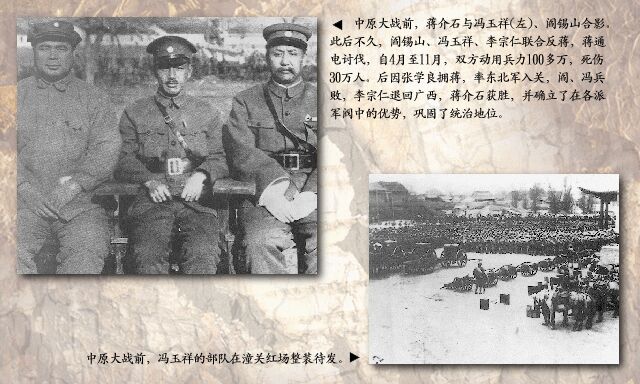 ◀ 中原大战前，蒋介石与冯玉祥(左)、阎锡山合影。
此后不久，阎锡山、冯玉祥、李宗仁联合反蒋，蒋通
电讨伐，自4月至11月，双方动用兵力100多万，死伤
30万人。后因张学良拥蒋，率东北军入关，阎、冯兵
败，李宗仁退回广西，蒋介石获胜，并确立了在各派
军阀中的优势，巩固了统治地位。
中原大战前，冯玉祥的部队在潼关红场整装待发。▶